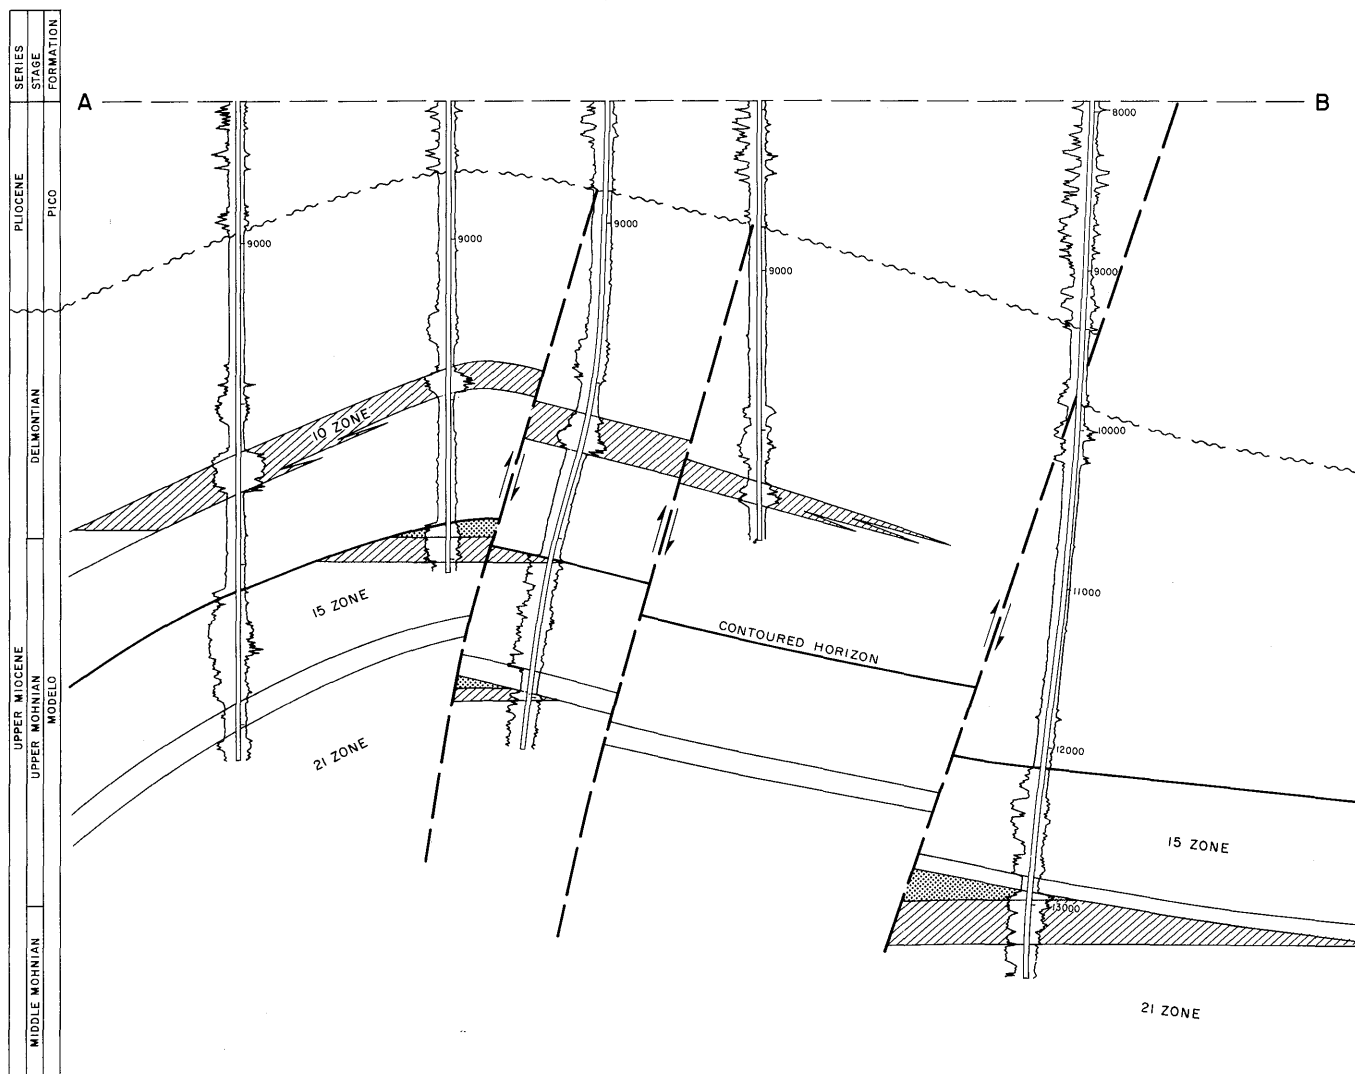 SERIES
STAGE
FORMATION
PLIOCENE
PICO
UPPER MIOCENE
DELMONTIAN
UPPER MOHNIAN
MODELO
MIDDLE MOHNIAN
A
B
8000
9000
9000
9000
9000
9000
10 ZONE
10000
11000
15 ZONE
CONTOURED HORIZON
12000
21 ZONE
15 ZONE
13000
21 ZONE